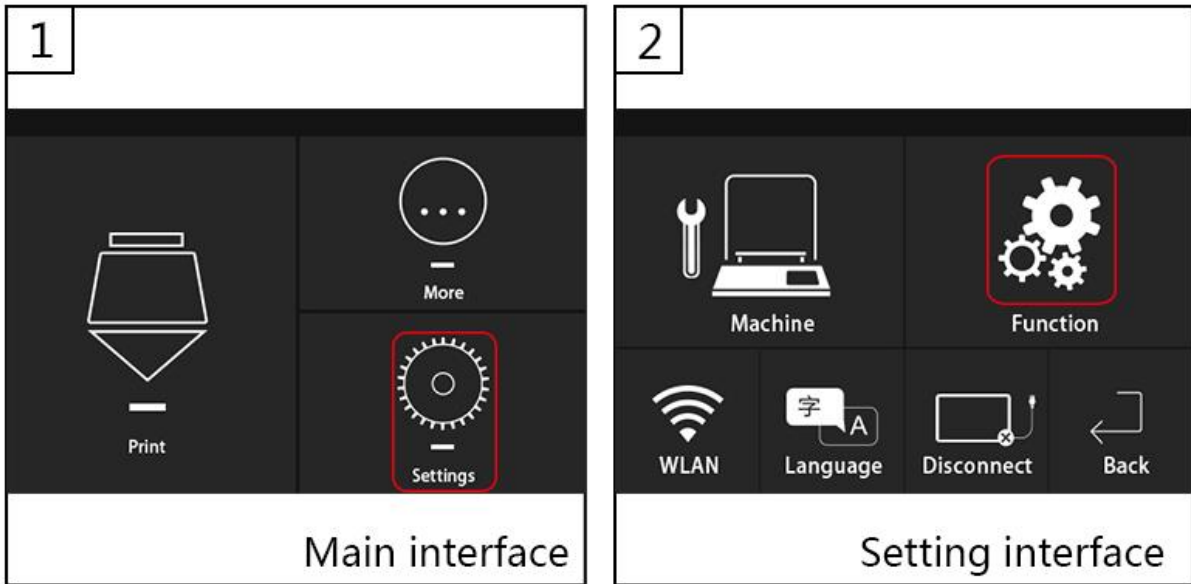 1
More
Print
Settings
Main interface
2
Machine
Function
字
A
WLAN
Language
Disconnect
Back
Setting interface